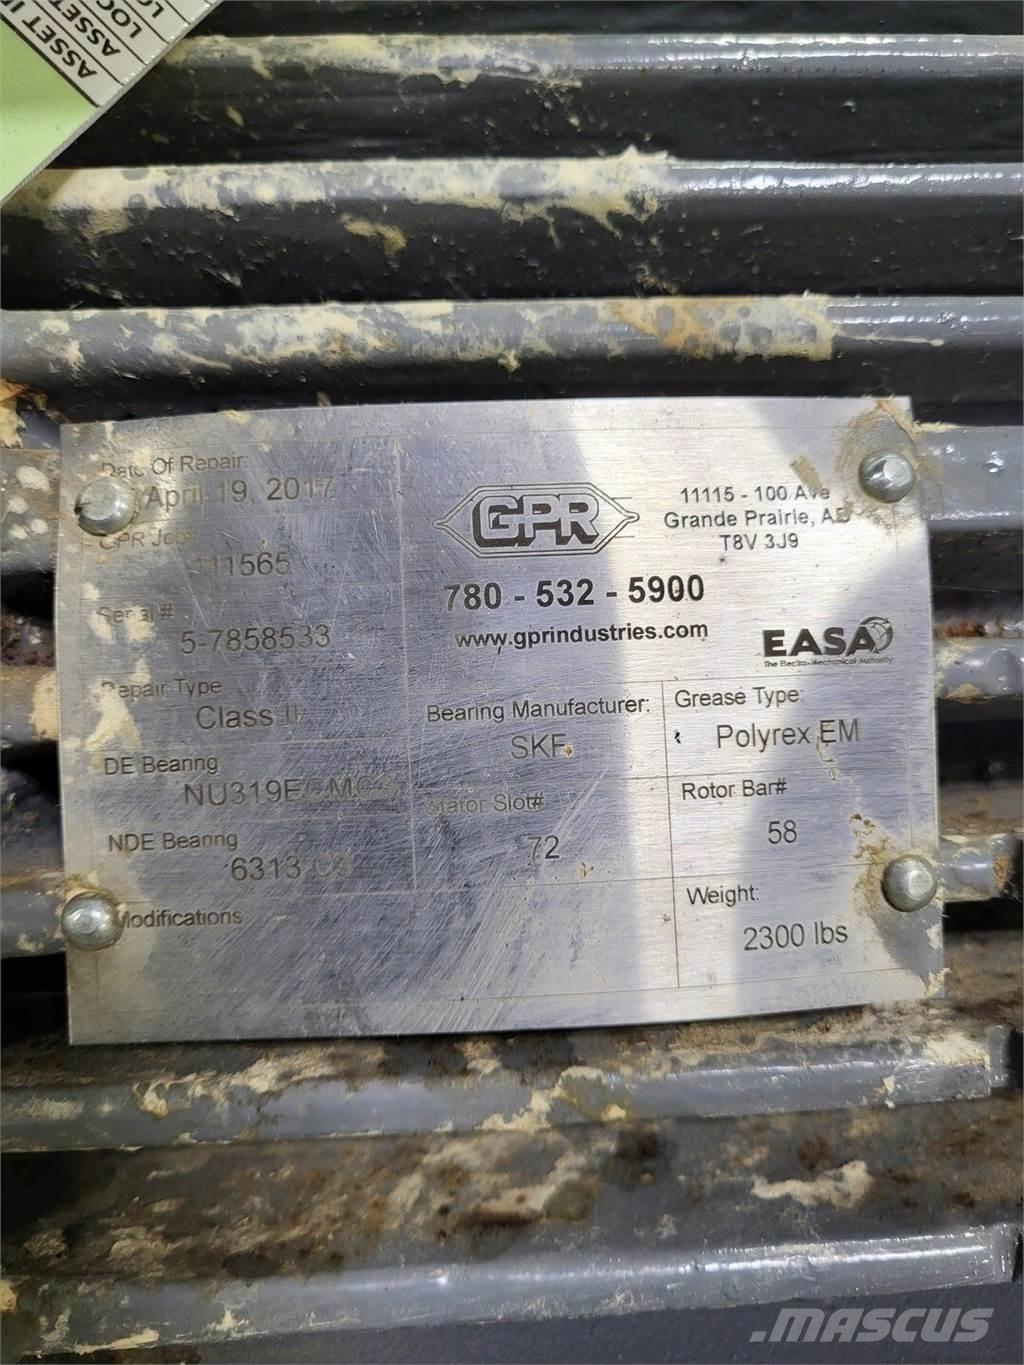 ASSET I
ASSET
LOC
Date Of Repair:
April 19, 2017
GPR Job#
111565
Serial #
5-7858533
Repair Type
Class II
DE Bearing
NU319ECMC3
NDE Bearing
6313 C3
Modifications
GPR
11115 - 100 Ave
Grande Prairie, AB
T8V 3J9
780 - 532 - 5900
www.gprindustries.com
EASA
The Electro-Mechanical Authority
Bearing Manufacturer:
SKF
Grease Type:
Polyrex EM
Stator Slot#
72
Rotor Bar#
58
Weight:
2300 lbs
.MASCUS